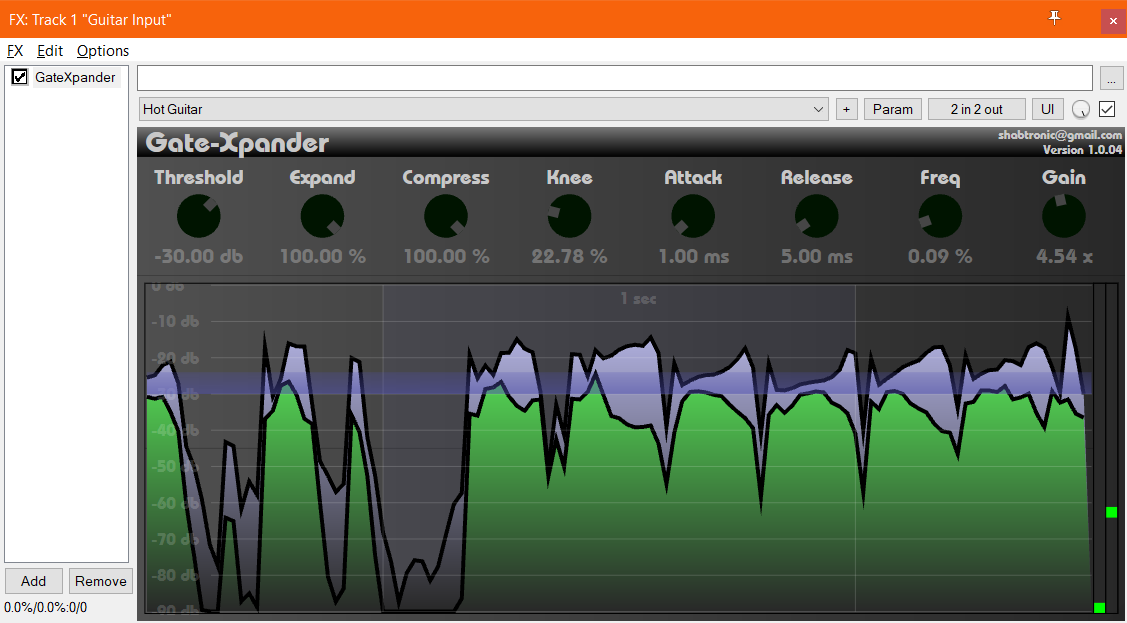 FX: Track 1 "Guitar Input"
×
FX Edit Options
GateXpander
...
Hot Guitar
+ Param 2 in 2 out UI
Gate-Xpander
shabtronic@gmail.com
Version 1.0.04
Threshold Expand Compress Knee Attack Release Freq Gain
-30.00 db 100.00 % 100.00 % 22.78 % 1.00 ms 5.00 ms 0.09 % 4.54 x
0 db
1 sec
-10 db
-20 db
-30 db
-40 db
-50 db
-60 db
-70 db
-80 db
-90 db
Add Remove
0.0%/0.0%:0/0